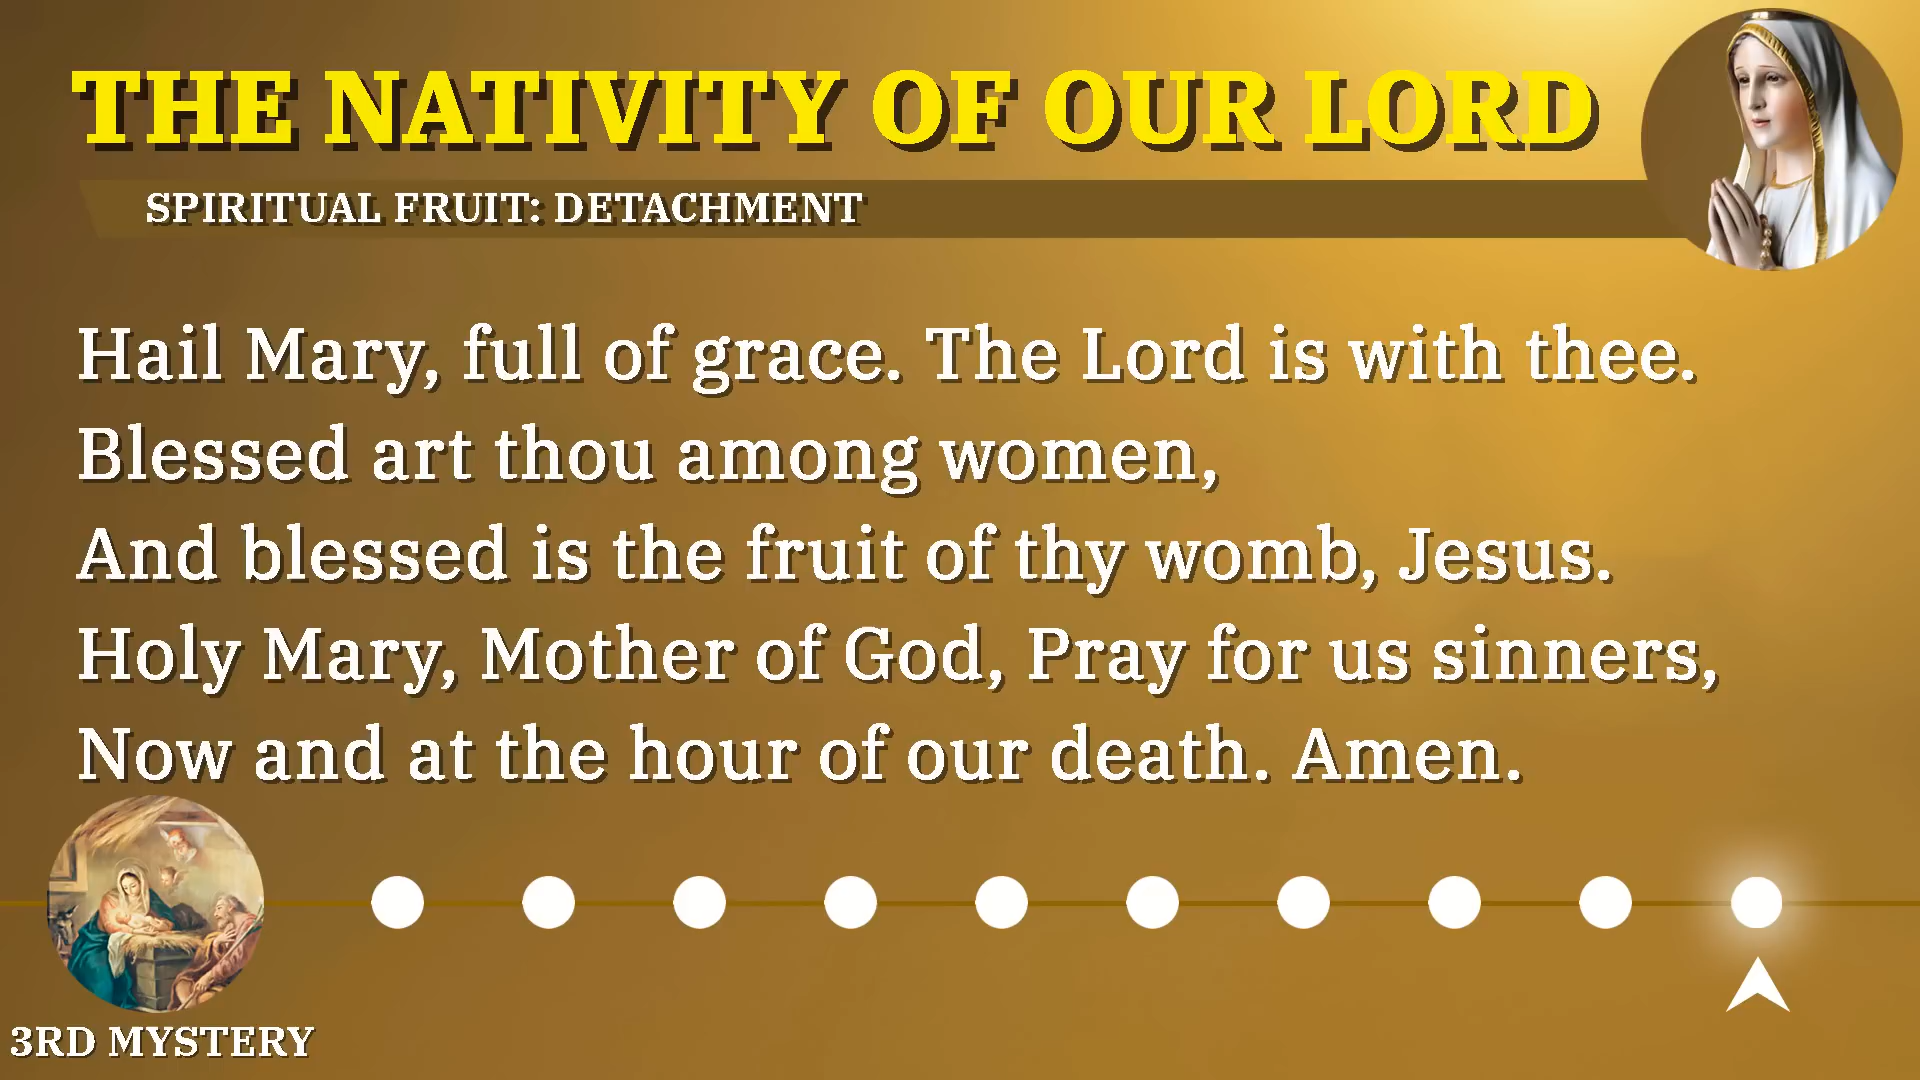 THE NATIVITY OF OUR LORD
SPIRITUAL FRUIT: DETACHMENT
Hail Mary, full of grace. The Lord is with thee.
Blessed art thou among women,
And blessed is the fruit of thy womb, Jesus.
Holy Mary, Mother of God, Pray for us sinners,
Now and at the hour of our death. Amen.
3RD MYSTERY